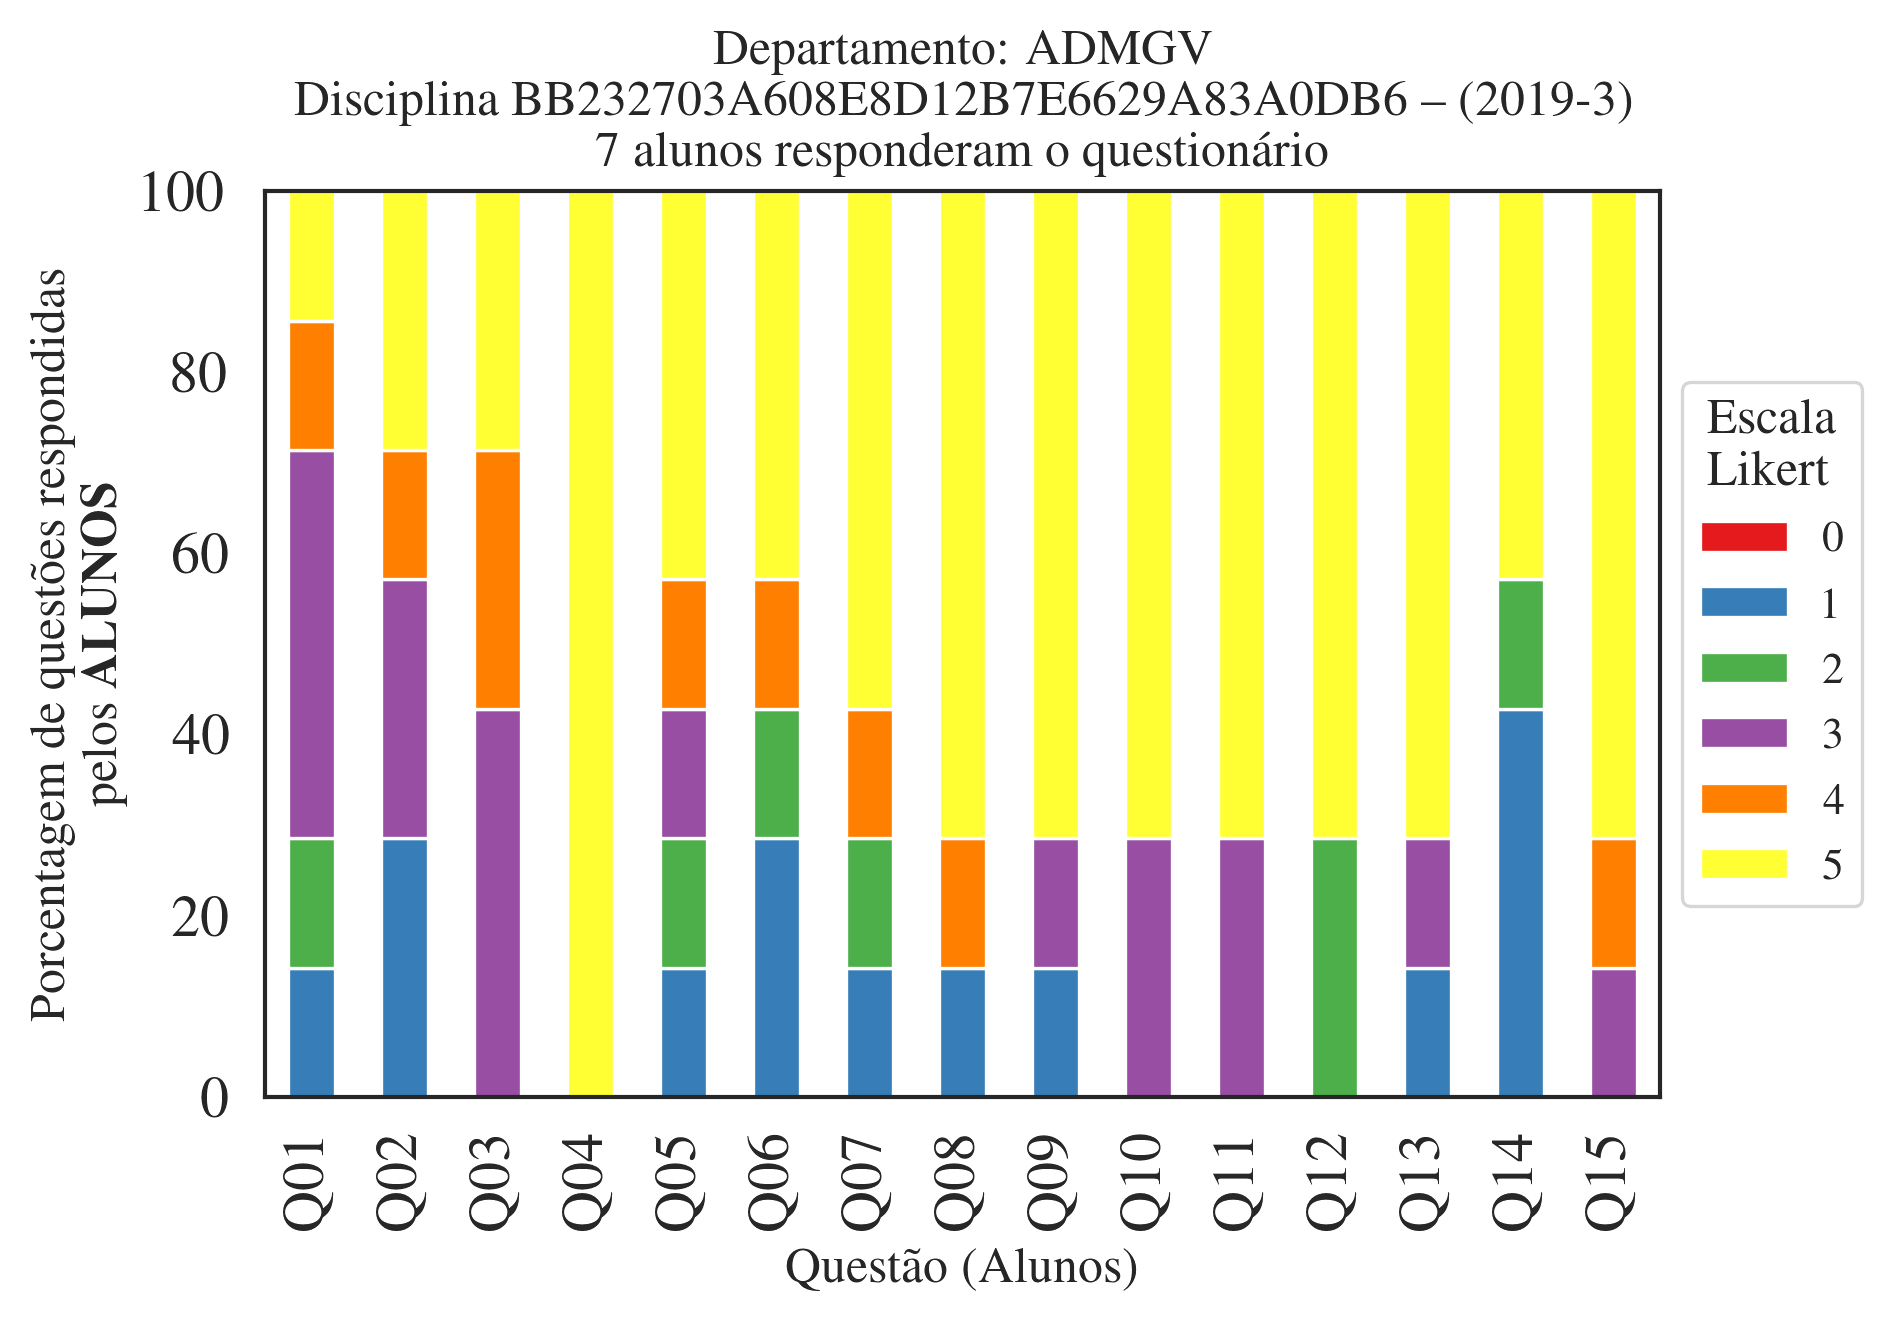 Departamento: ADMGV
Disciplina BB232703A608E8D12B7E6629A83A0DB6 – (2019-3)
7 alunos responderam o questionário
100
80
60
40
20
0
Porcentagem de questões respondidas
pelos ALUNOS
Q01
Q02
Q03
Q04
Q05
Q06
Q07
Q08
Q09
Q10
Q11
Q12
Q13
Q14
Q15
Questão (Alunos)
Escala
Likert
0
1
2
3
4
5